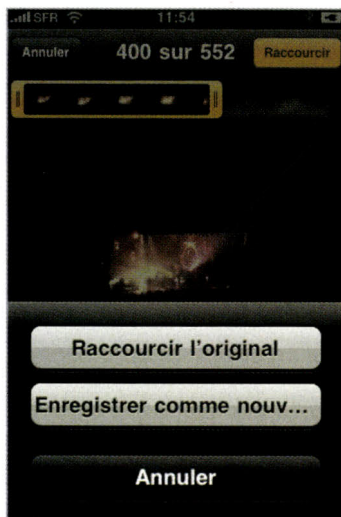 SFR 11:54
Annuler 400 sur 552 Raccourcir
Raccourcir l'original
Enregistrer comme nouv...
Annuler